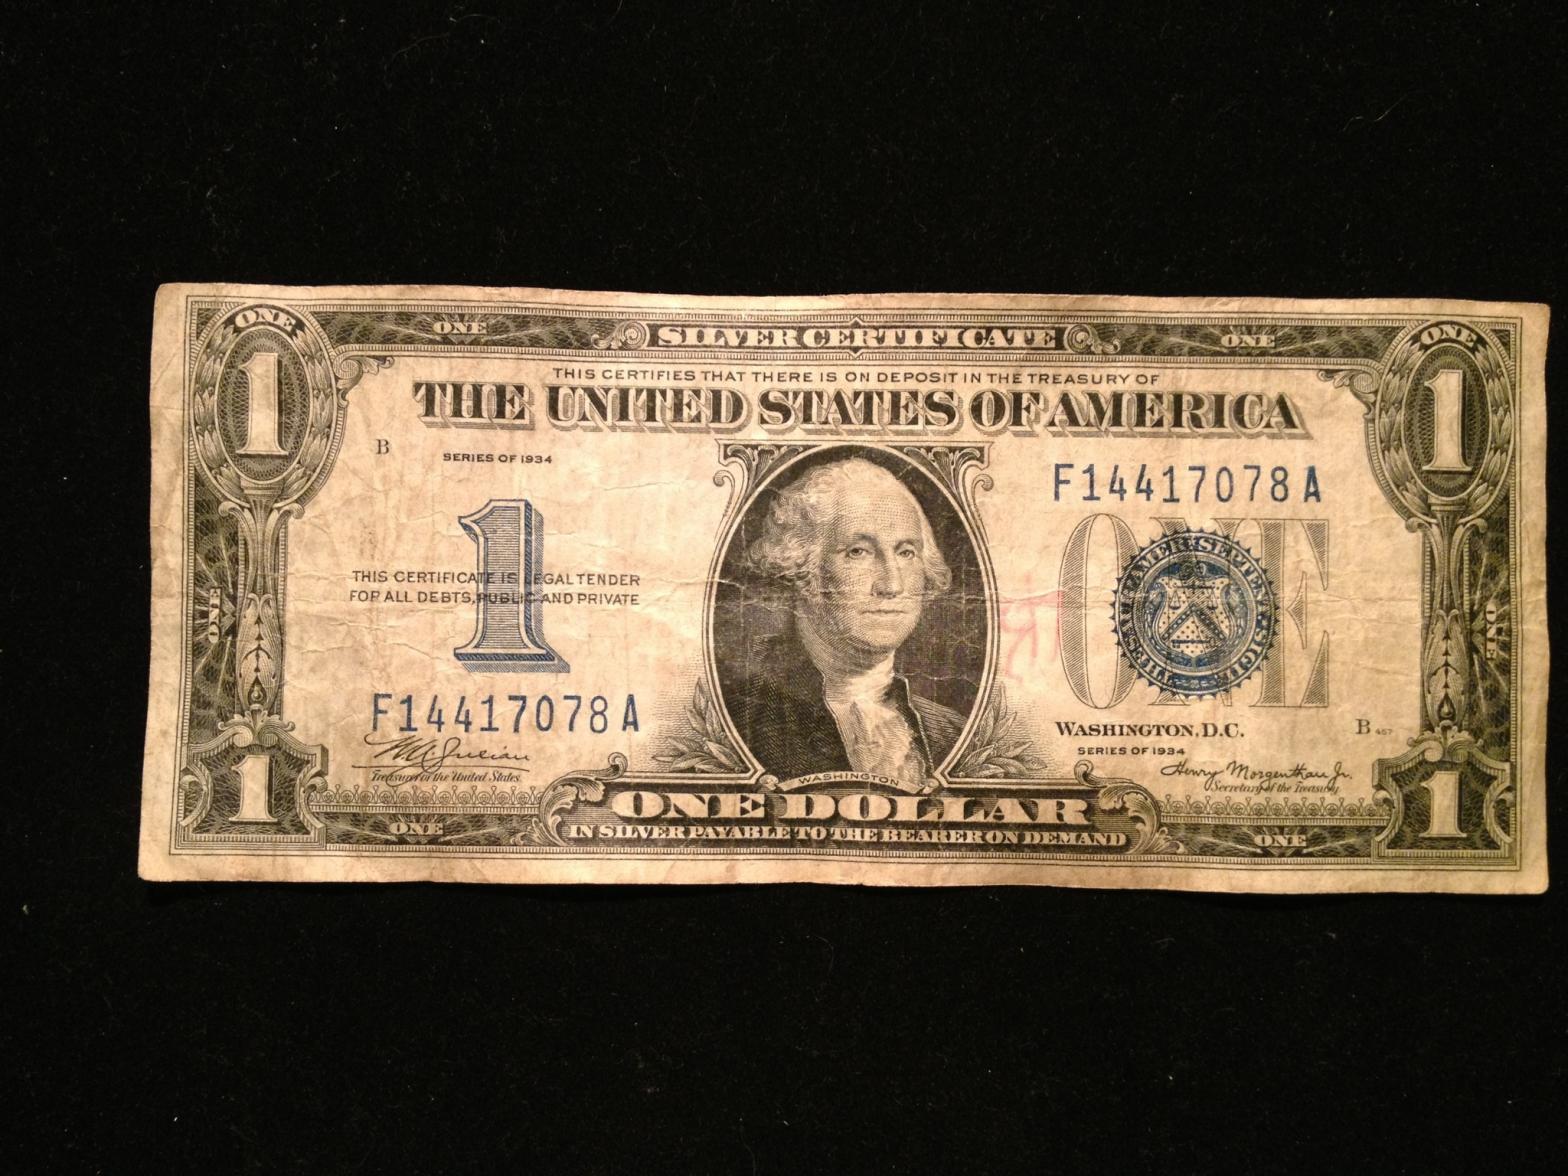 ONE ONE SILVER CERTIFICATE ONE ONE
1 1
THIS CERTIFIES THAT THERE IS ON DEPOSIT IN THE TREASURY OF
THE UNITED STATES OF AMERICA
B
SERIES OF 1934
F14417078A
1
ONE
THIS CERTIFICATE IS LEGAL TENDER
FOR ALL DEBTS, PUBLIC AND PRIVATE
ONE
ONE
F14417078A
WASHINGTON, D.C.
B
SERIES OF 1934
Treasurer of the United States
Henry Morgenthau Jr.
Secretary of the Treasury
WASHINGTON
1 1
ONE DOLLAR
ONE ONE
IN SILVER PAYABLE TO THE BEARER ON DEMAND